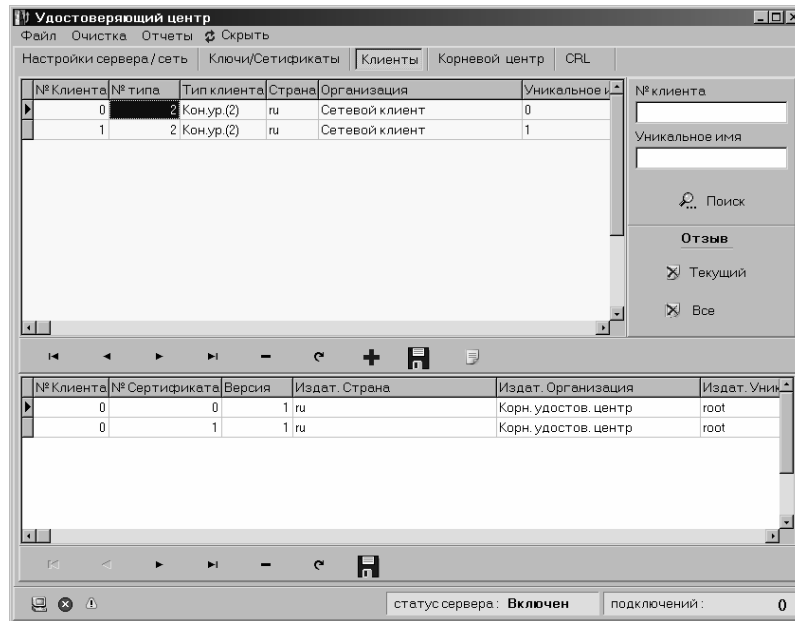 Удостоверяющий центр
Файл Очистка Отчеты Скрыть
Настройки сервера / сеть Ключи/Сетификаты Клиенты Корневой центр CRL
№ Клиента № типа Тип клиента Страна Организация Уникальное и
0 2 Кон.ур.(2) ru Сетевой клиент 0
1 2 Кон.ур.(2) ru Сетевой клиент 1
№ клиента
Уникальное имя
Поиск
Отзыв
Текущий
Все
№ Клиента № Сертификата Версия Издат. Страна Издат. Организация Издат. Уник
0 0 1 ru Корн. удостов. центр root
0 1 1 ru Корн. удостов. центр root
статус сервера : Включен подключений : 0